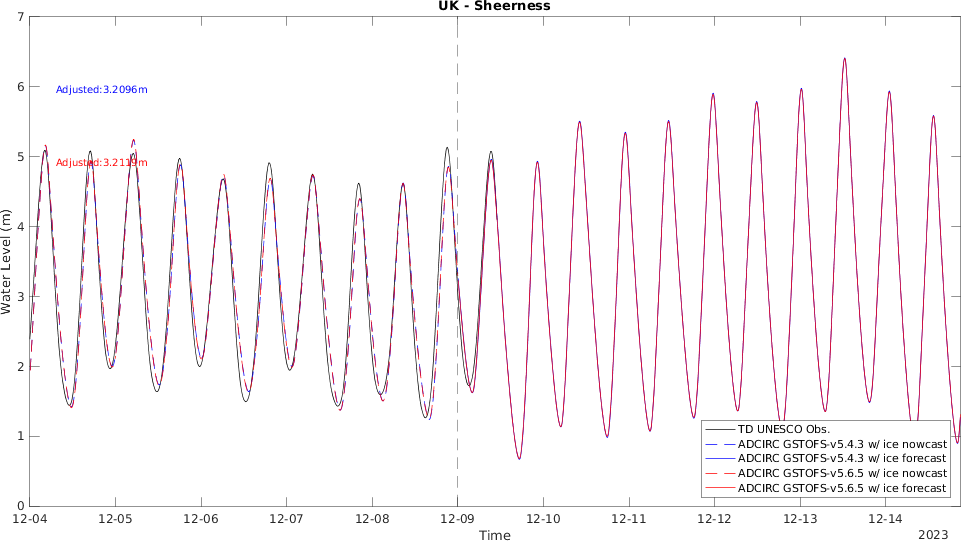 UK - Sheerness
7
6
5
4
3
2
1
0
Water Level (m)
Adjusted:3.2096m
Adjusted:3.2119m
TD UNESCO Obs.
ADCIRC GSTOFS-v5.4.3 w/ ice nowcast
ADCIRC GSTOFS-v5.4.3 w/ ice forecast
ADCIRC GSTOFS-v5.6.5 w/ ice nowcast
ADCIRC GSTOFS-v5.6.5 w/ ice forecast
12-04 12-05 12-06 12-07 12-08 12-09 12-10 12-11 12-12 12-13 12-14
Time
2023